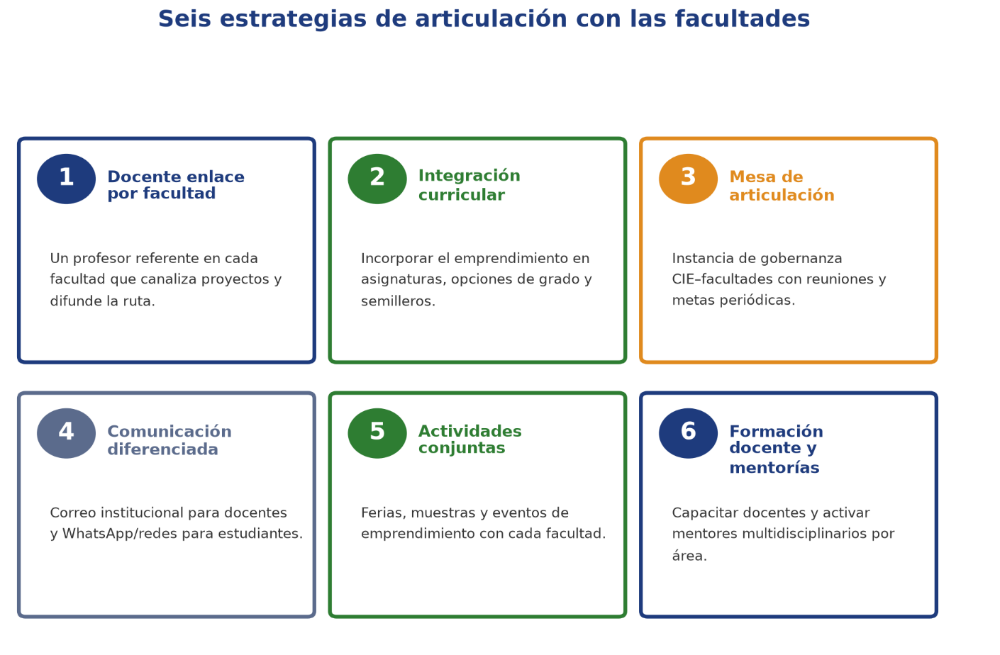 Seis estrategias de articulación con las facultades
1
Docente enlace
por facultad
Un profesor referente en cada
facultad que canaliza proyectos y
difunde la ruta.
2
Integración
curricular
Incorporar el emprendimiento en
asignaturas, opciones de grado y
semilleros.
3
Mesa de
articulación
Instancia de gobernanza
CIE–facultades con reuniones y
metas periódicas.
4
Comunicación
diferenciada
Correo institucional para docentes
y WhatsApp/redes para estudiantes.
5
Actividades
conjuntas
Ferias, muestras y eventos de
emprendimiento con cada facultad.
6
Formación
docente y
mentorías
Capacitar docentes y activar
mentores multidisciplinarios por
área.